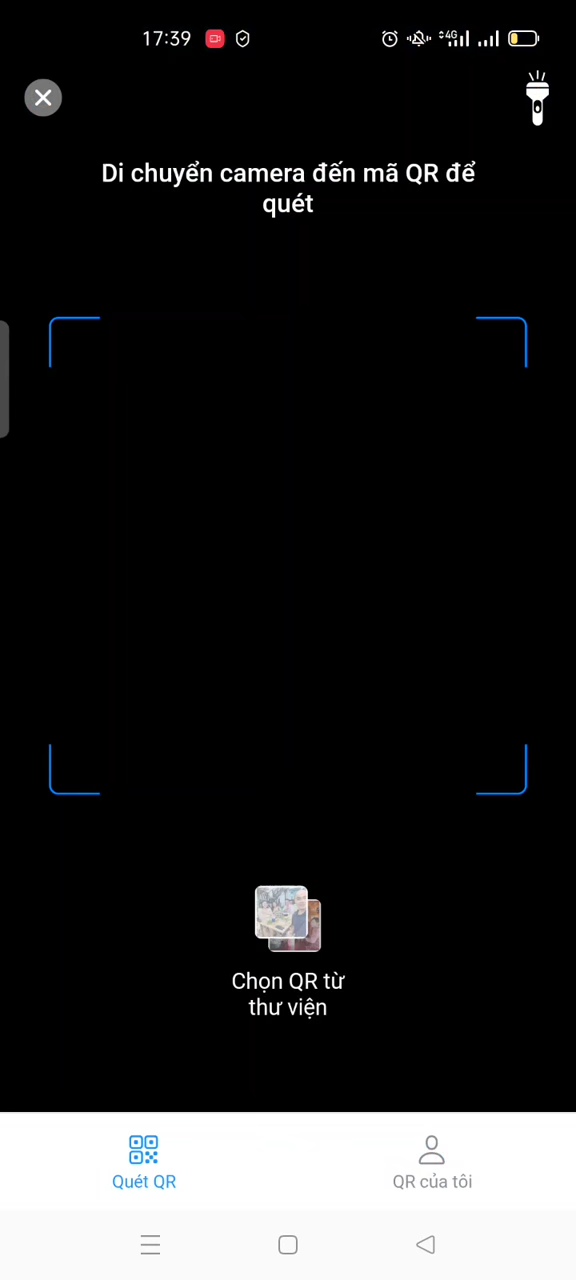 17:39
4G
Di chuyển camera đến mã QR để
quét
Chọn QR từ
thư viện
Quét QR
QR của tôi